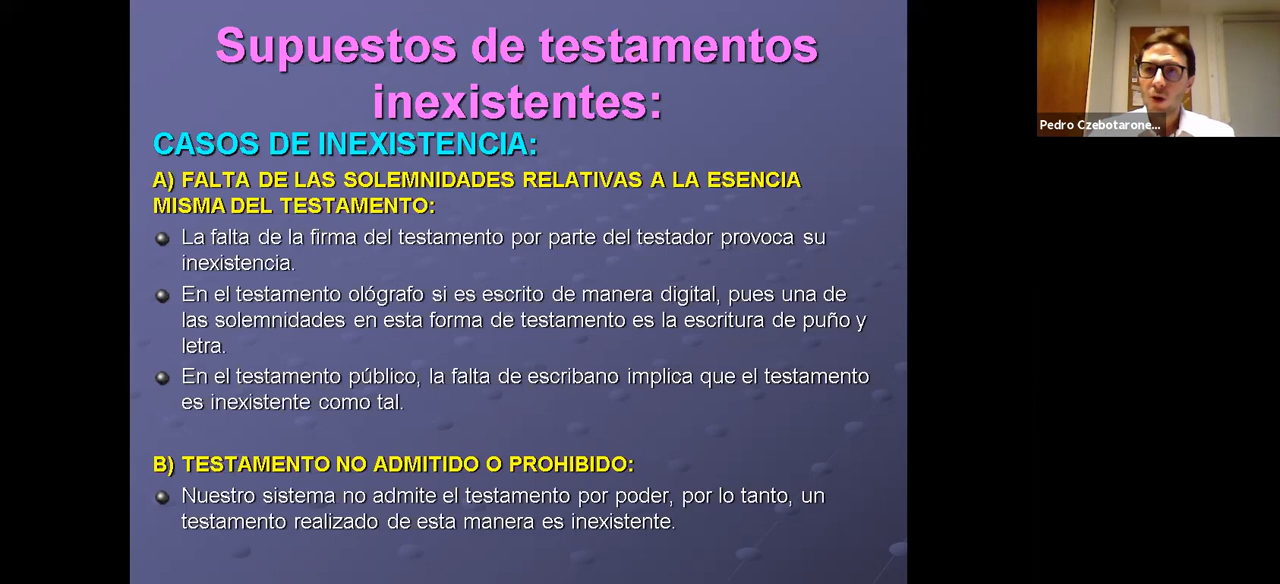 Supuestos de testamentos
inexistentes:
CASOS DE INEXISTENCIA:
A) FALTA DE LAS SOLEMNIDADES RELATIVAS A LA ESENCIA
MISMA DEL TESTAMENTO:
La falta de la firma del testamento por parte del testador provoca su
inexistencia.
En el testamento ológrafo si es escrito de manera digital, pues una de
las solemnidades en esta forma de testamento es la escritura de puño y
letra.
En el testamento público, la falta de escribano implica que el testamento
es inexistente como tal.
B) TESTAMENTO NO ADMITIDO O PROHIBIDO:
Nuestro sistema no admite el testamento por poder, por lo tanto, un
testamento realizado de esta manera es inexistente.
Pedro Czebotarone...